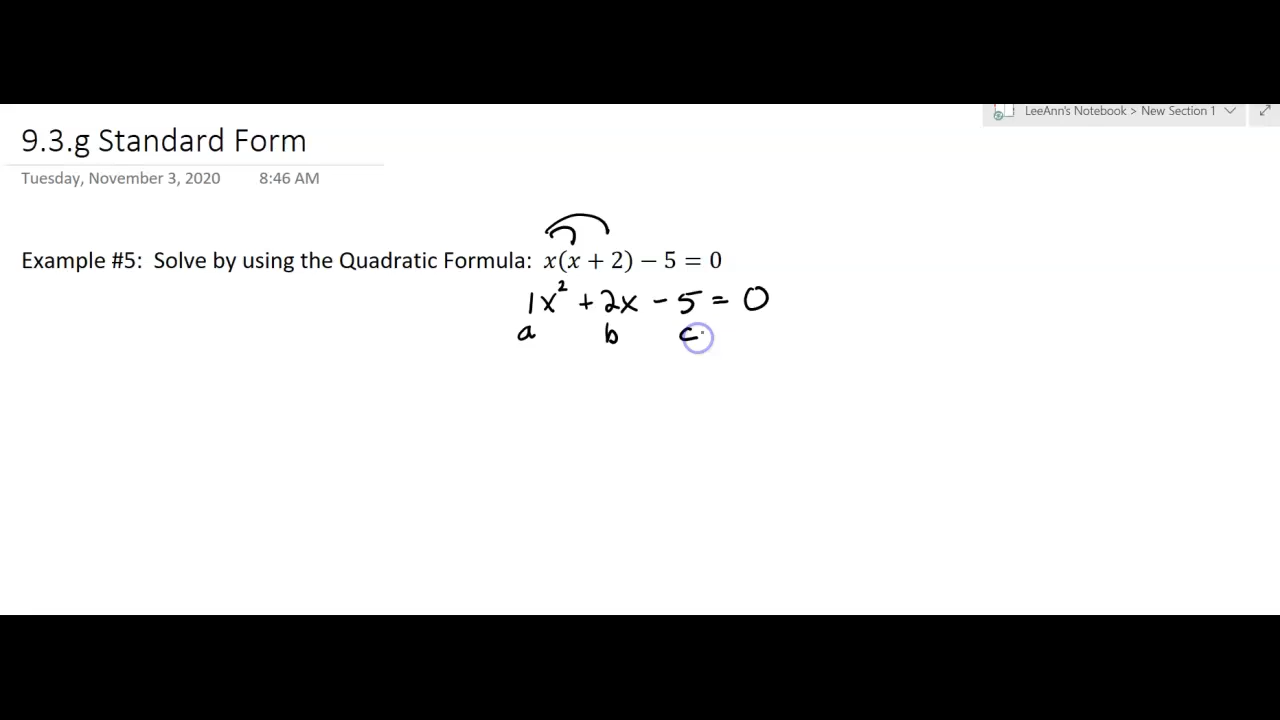 LeeAnn's Notebook > New Section 1
9.3.g Standard Form
Tuesday, November 3, 2020 8:46 AM
Example #5: Solve by using the Quadratic Formula: x(x + 2) − 5 = 0
1x² + 2x - 5 = 0
a b c